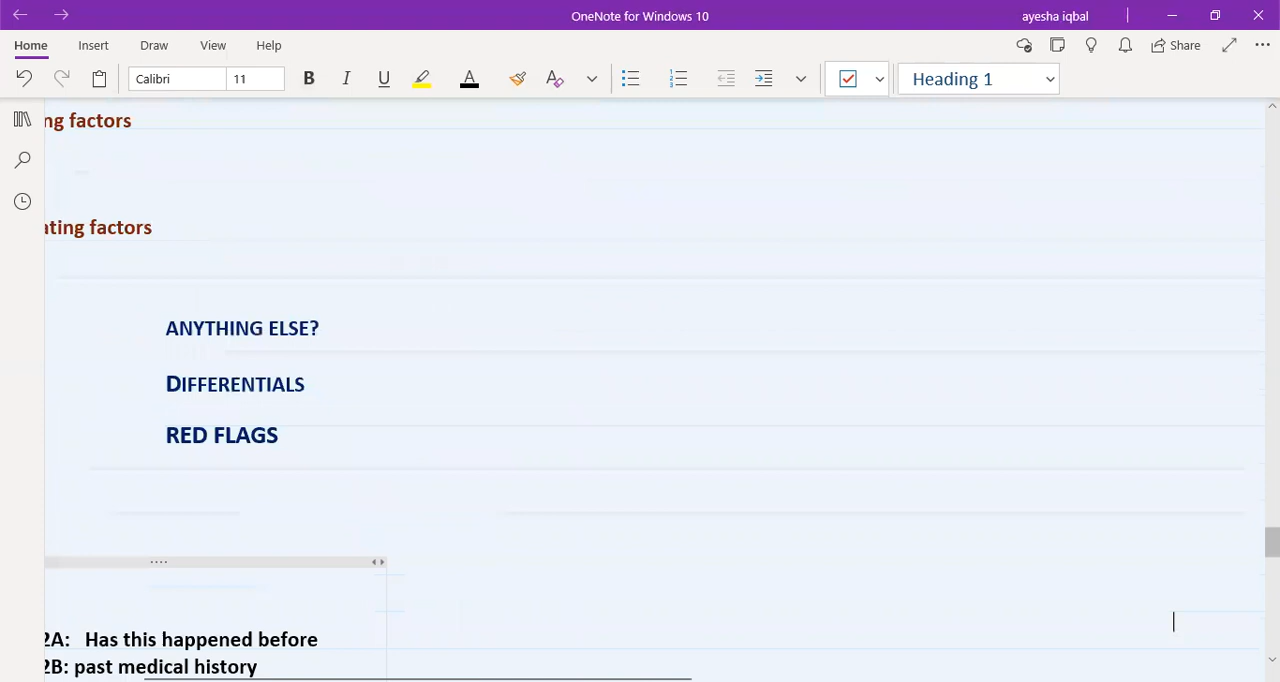 OneNote for Windows 10
ayesha iqbal
Home Insert Draw View Help
Share
Calibri 11 B I U A A Heading 1
ng factors
ating factors
ANYTHING ELSE?
DIFFERENTIALS
RED FLAGS
2A: Has this happened before
2B: past medical history